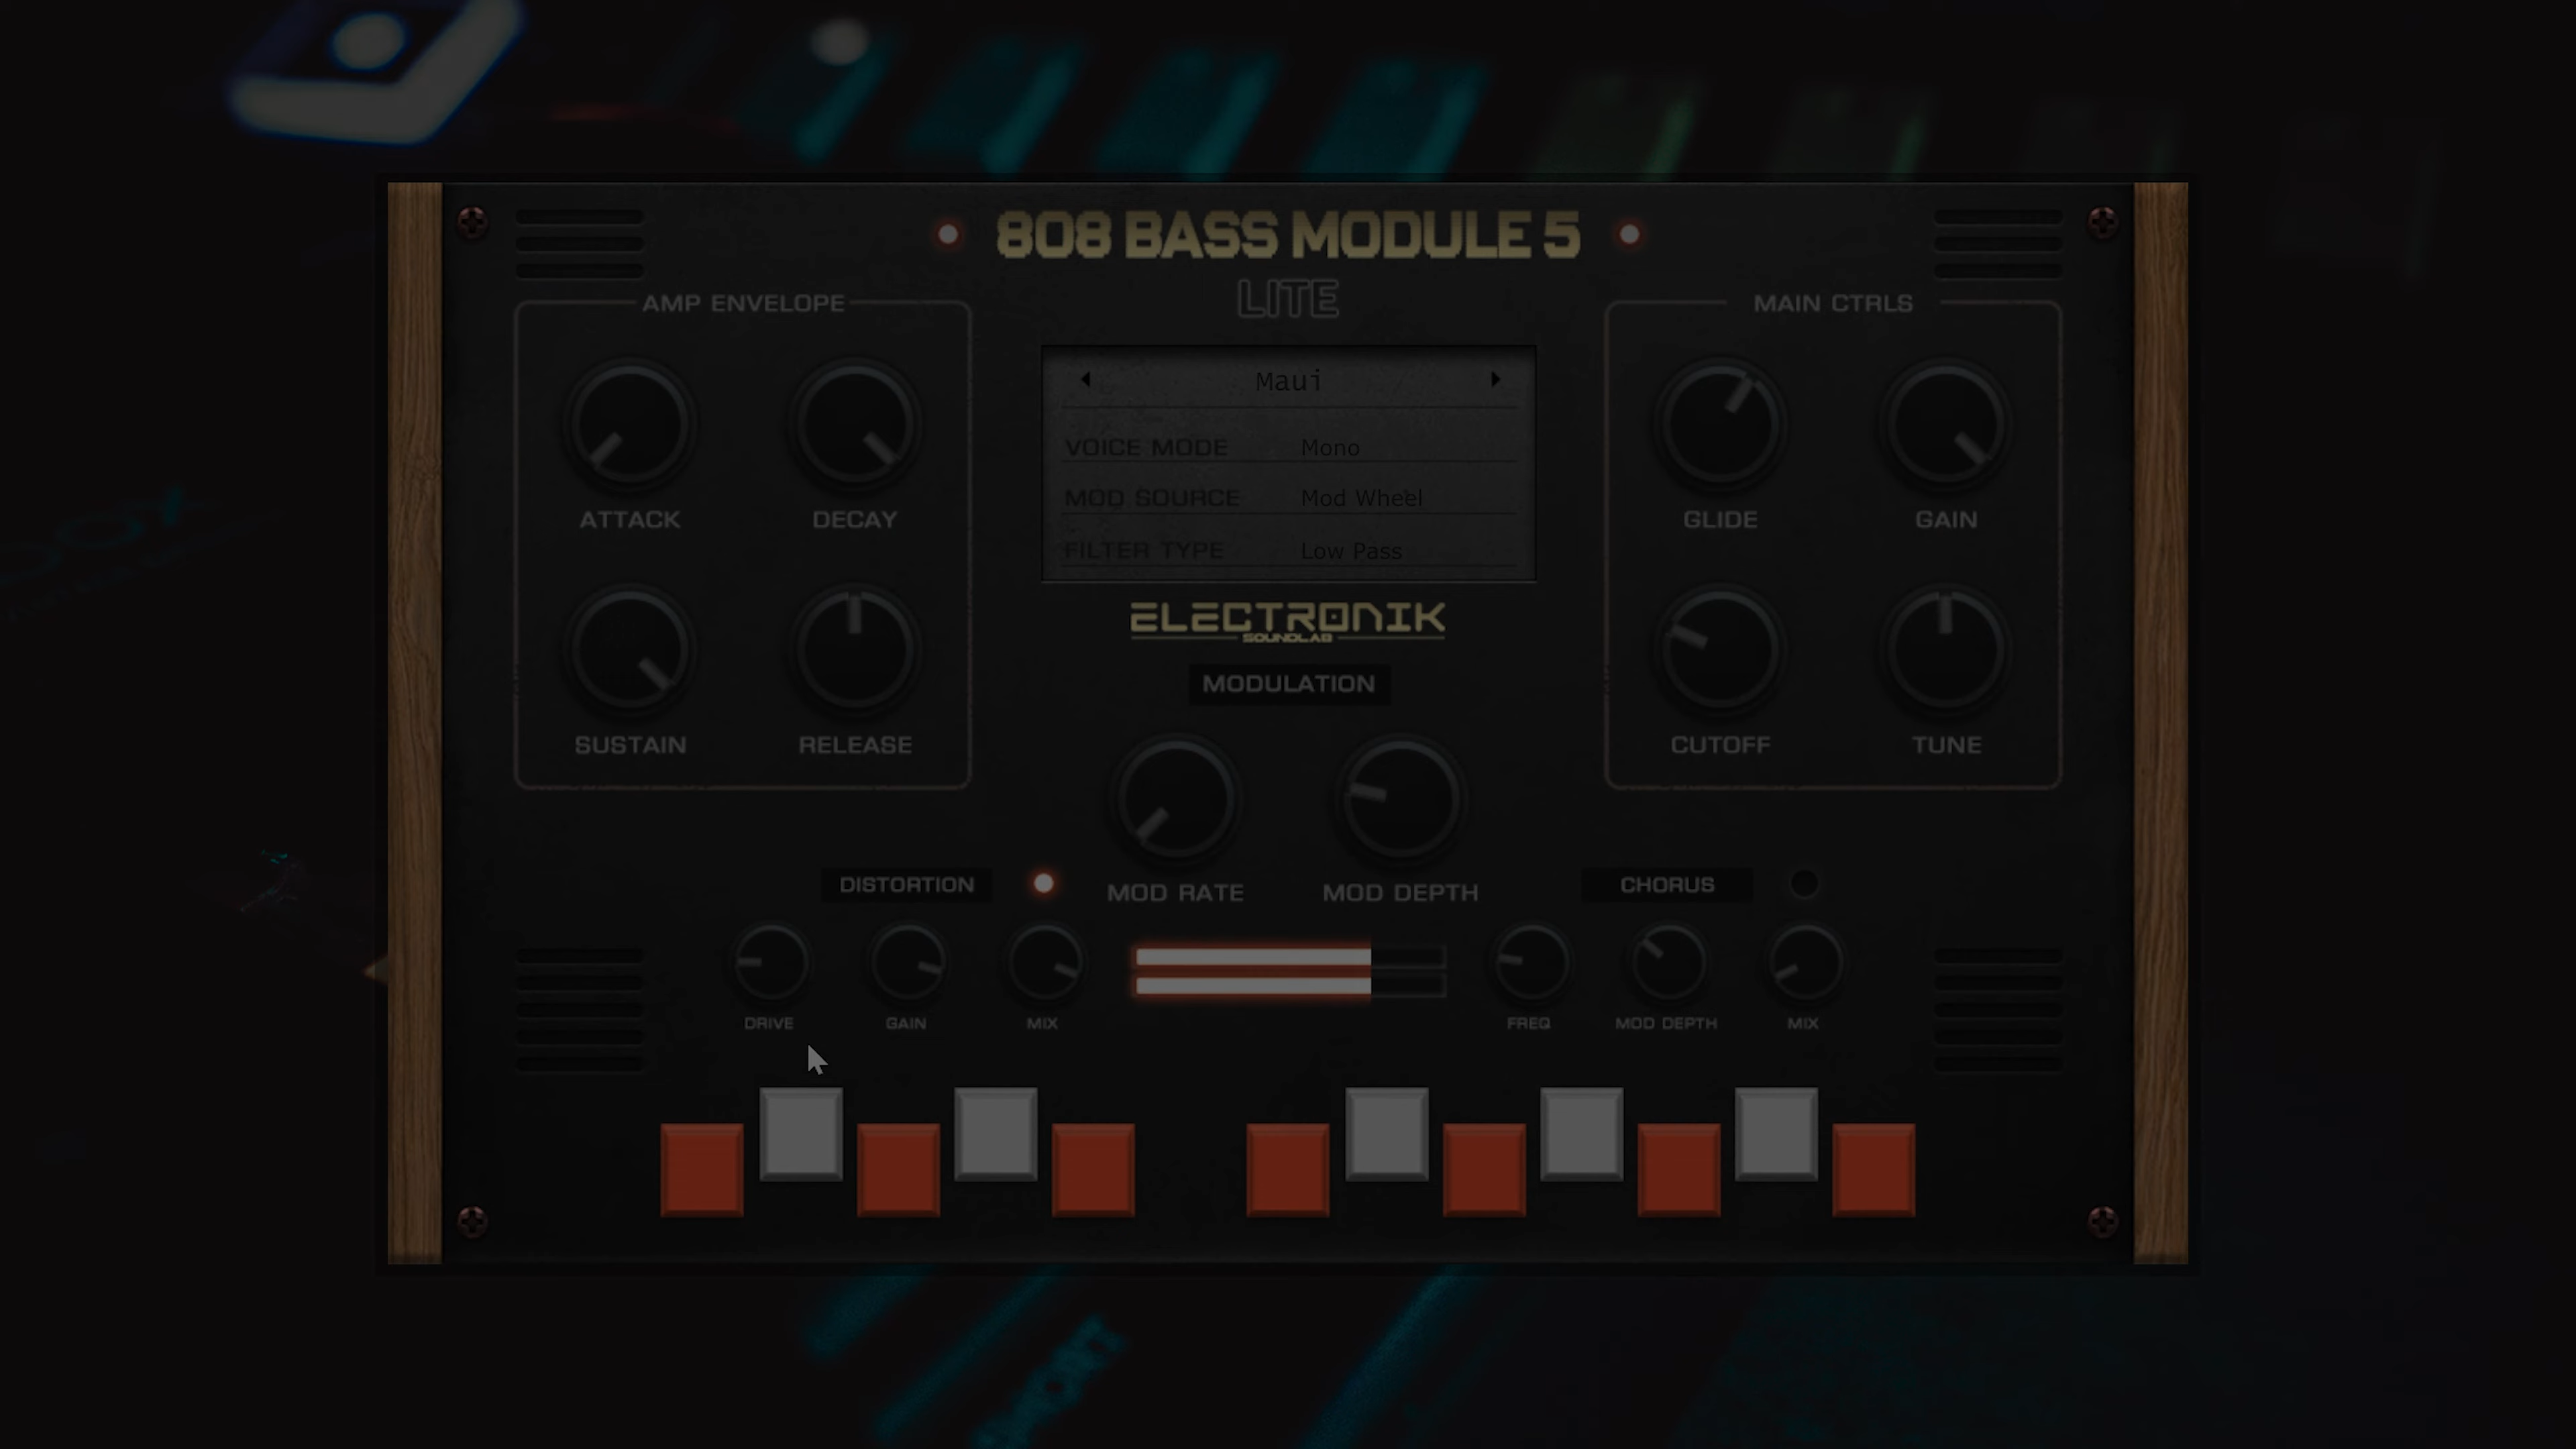 808 BASS MODULE 5
LITE
AMP ENVELOPE
ATTACK
DECAY
SUSTAIN
RELEASE
Maui
VOICE MODE Mono
MOD SOURCE Mod Wheel
FILTER TYPE Low Pass
ELECTRONIK
SOUNDLAB
MAIN CTRLS
GLIDE
GAIN
CUTOFF
TUNE
MODULATION
MOD RATE
MOD DEPTH
DISTORTION
DRIVE
GAIN
MIX
CHORUS
FREQ
MOD DEPTH
MIX